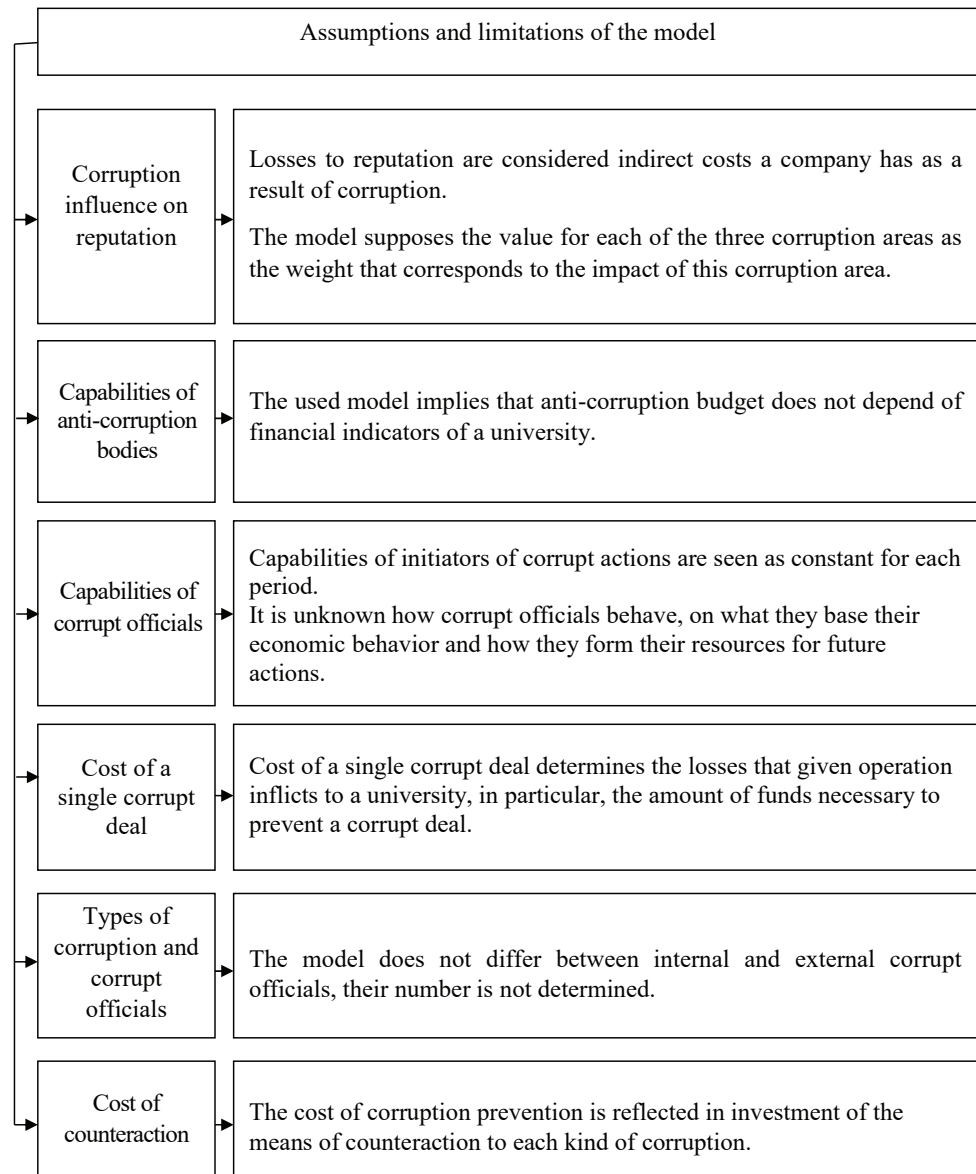 Assumptions and limitations of the model
Corruption
influence on
reputation
Losses to reputation are considered indirect costs a company has as a
result of corruption.
The model supposes the value for each of the three corruption areas as
the weight that corresponds to the impact of this corruption area.
Capabilities of
anti-corruption
bodies
The used model implies that anti-corruption budget does not depend of
financial indicators of a university.
Capabilities of
corrupt officials
Capabilities of initiators of corrupt actions are seen as constant for each
period.
It is unknown how corrupt officials behave, on what they base their
economic behavior and how they form their resources for future
actions.
Cost of a
single corrupt
deal
Cost of a single corrupt deal determines the losses that given operation
inflicts to a university, in particular, the amount of funds necessary to
prevent a corrupt deal.
Types of
corruption and
corrupt
officials
The model does not differ between internal and external corrupt
officials, their number is not determined.
Cost of
counteraction
The cost of corruption prevention is reflected in investment of the
means of counteraction to each kind of corruption.